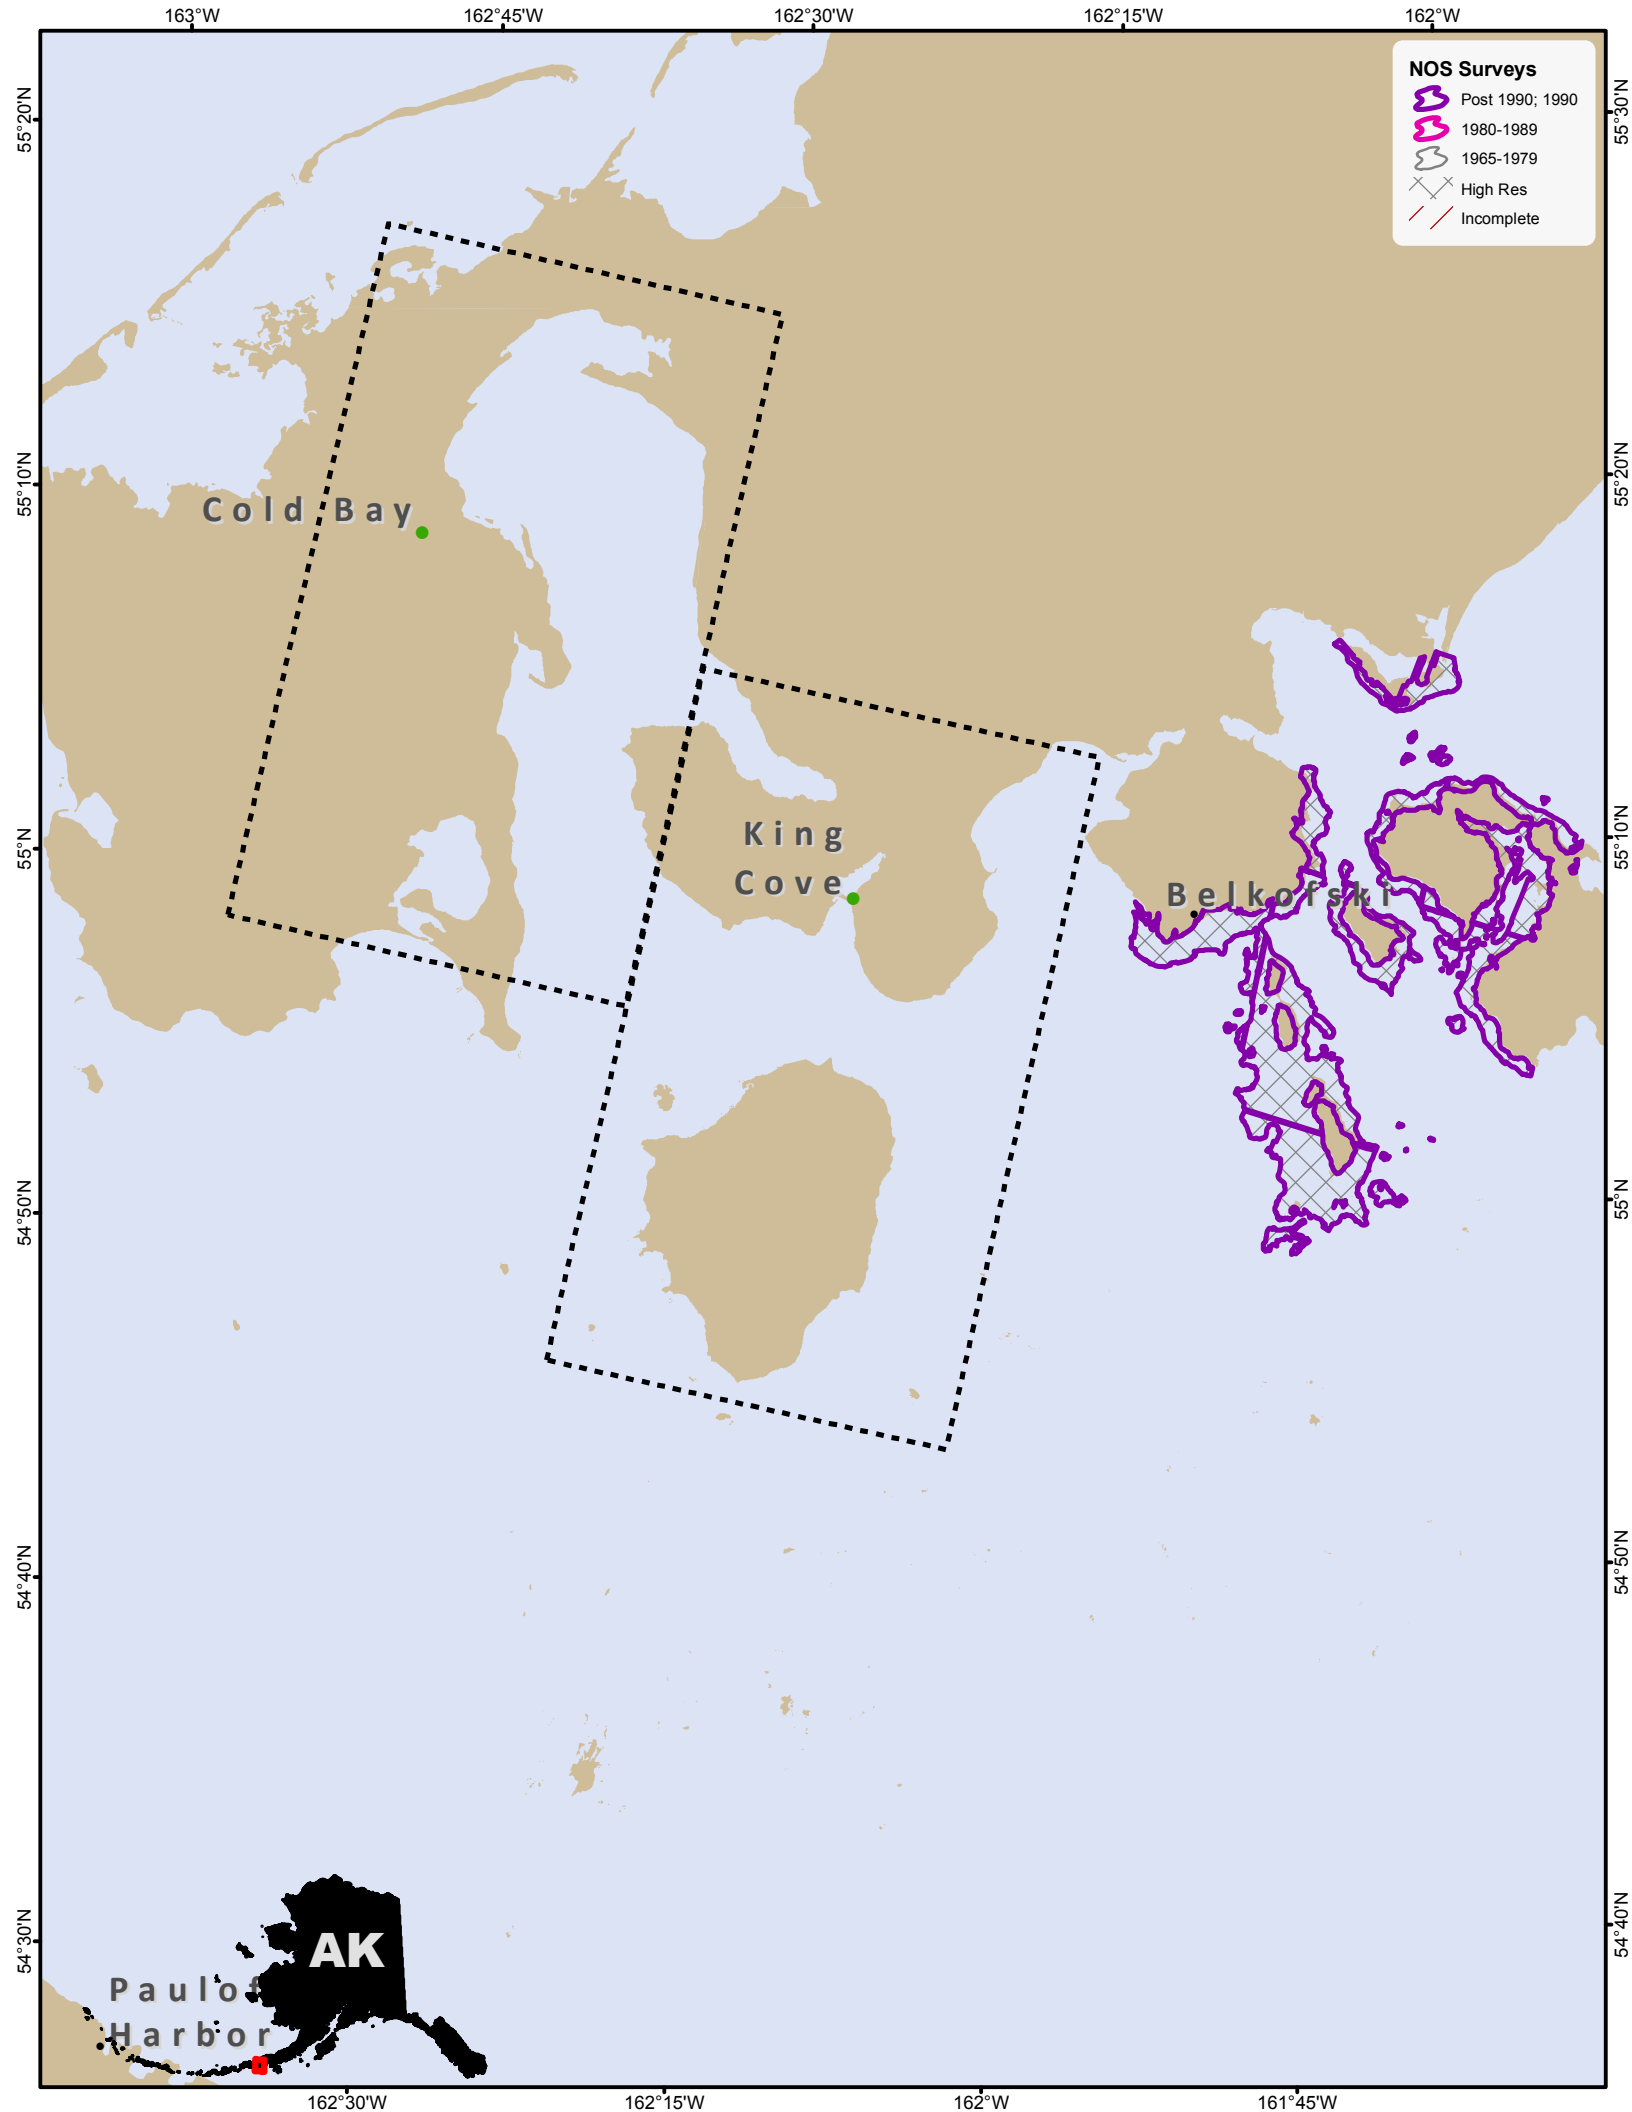 163°W 162°45'W 162°30'W 162°15'W 162°W
NOS Surveys
Post 1990; 1990
1980-1989
1965-1979
High Res
Incomplete
55°20'N
55°30'N
55°10'N
55°20'N
Cold Bay
55°N
55°10'N
King
Cove
Belkofski
54°50'N
55°N
54°40'N
54°50'N
54°30'N
54°40'N
AK
Paulof
Harbor
162°30'W 162°15'W 162°W 161°45'W